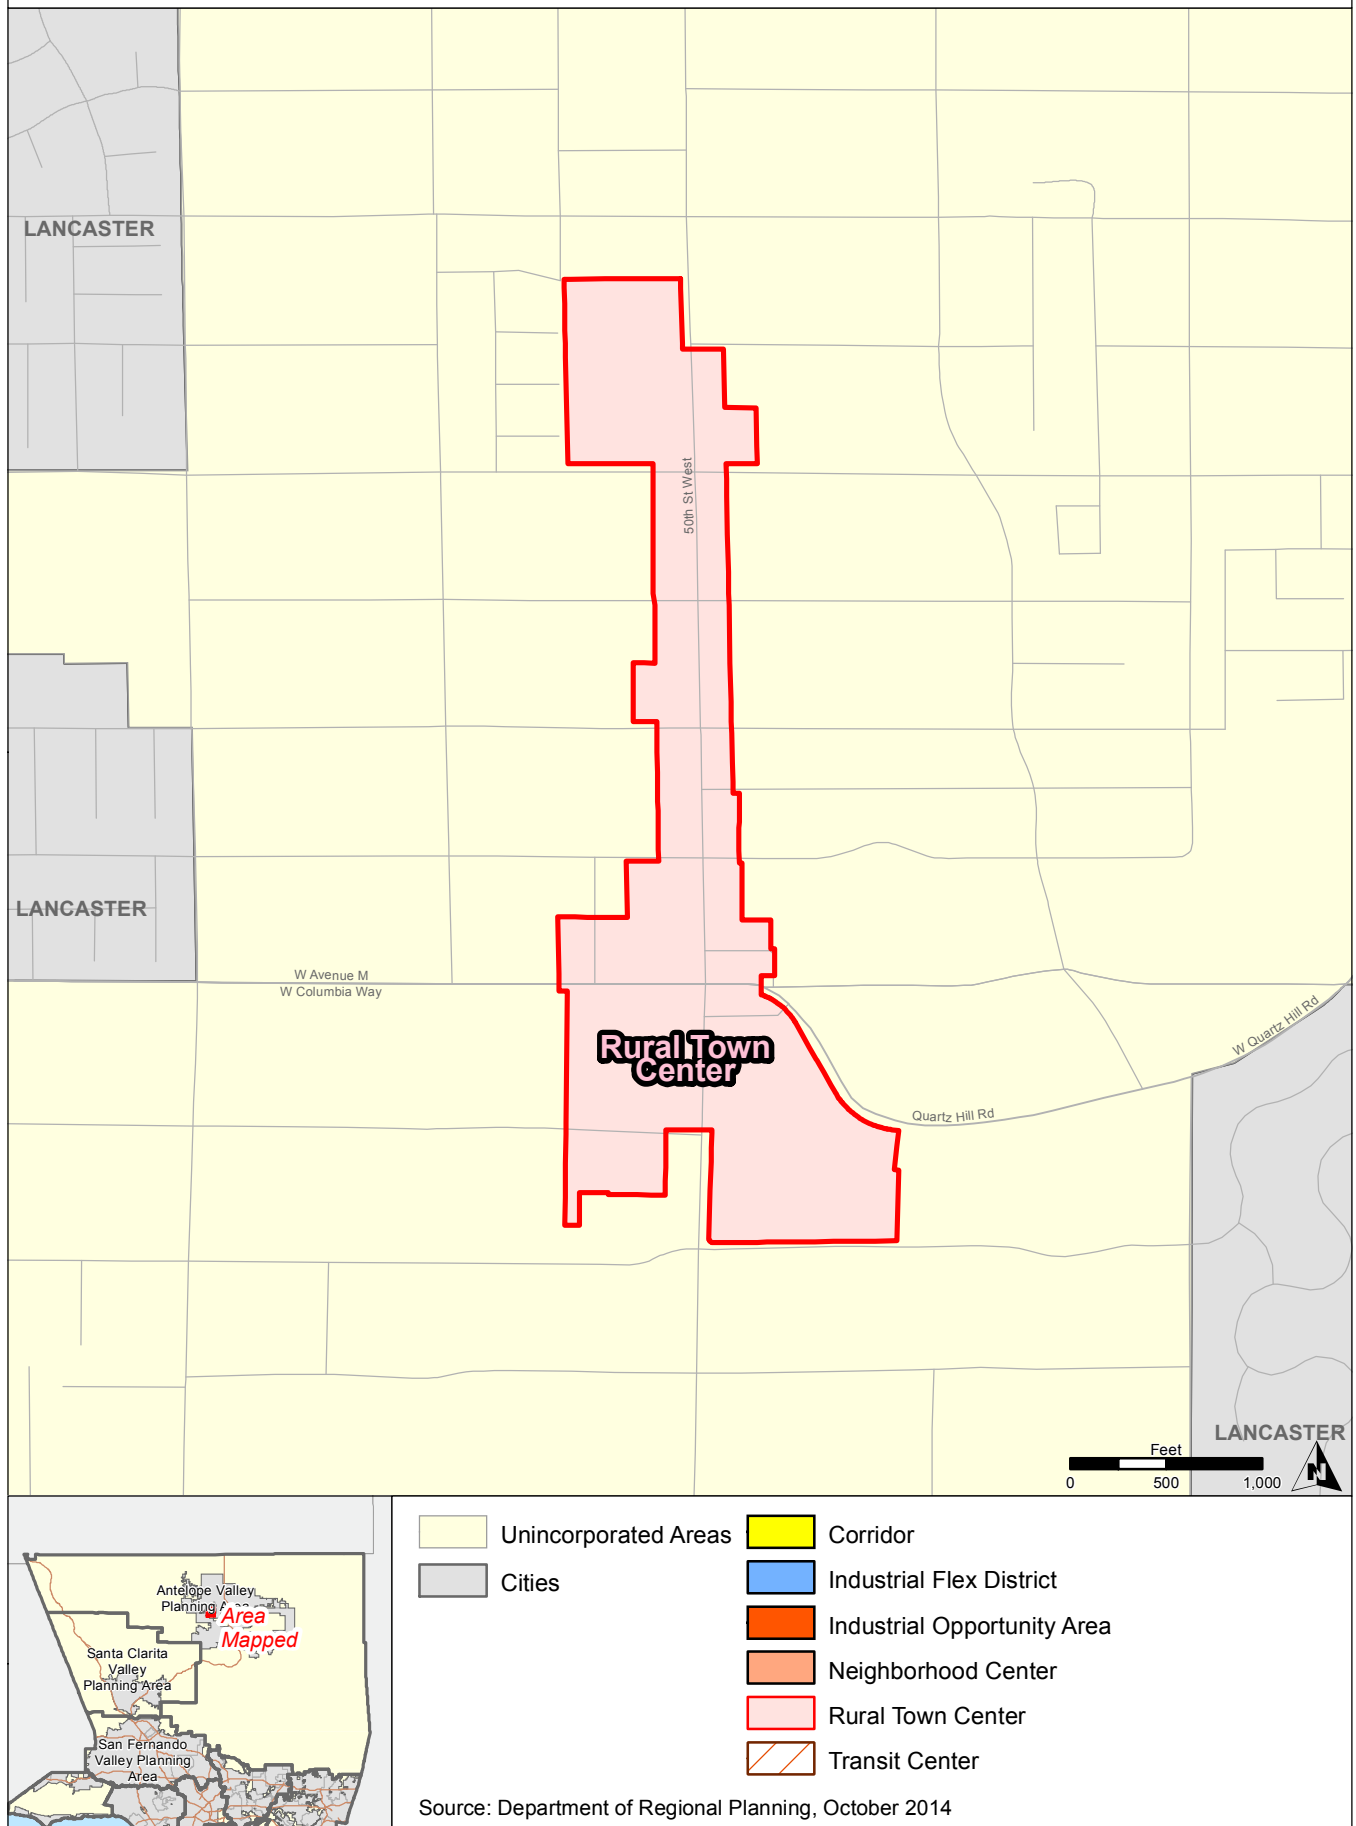 LANCASTER
50th St West
LANCASTER
W Avenue M
W Columbia Way
Rural Town
Center
W Quartz Hill Rd
Quartz Hill Rd
LANCASTER
Feet
0 500 1,000
N
Antelope Valley
Planning Area
Area
Mapped
Santa Clarita
Valley
Planning Area
San Fernando
Valley Planning
Area
Unincorporated Areas
Cities
Corridor
Industrial Flex District
Industrial Opportunity Area
Neighborhood Center
Rural Town Center
Transit Center
Source: Department of Regional Planning, October 2014